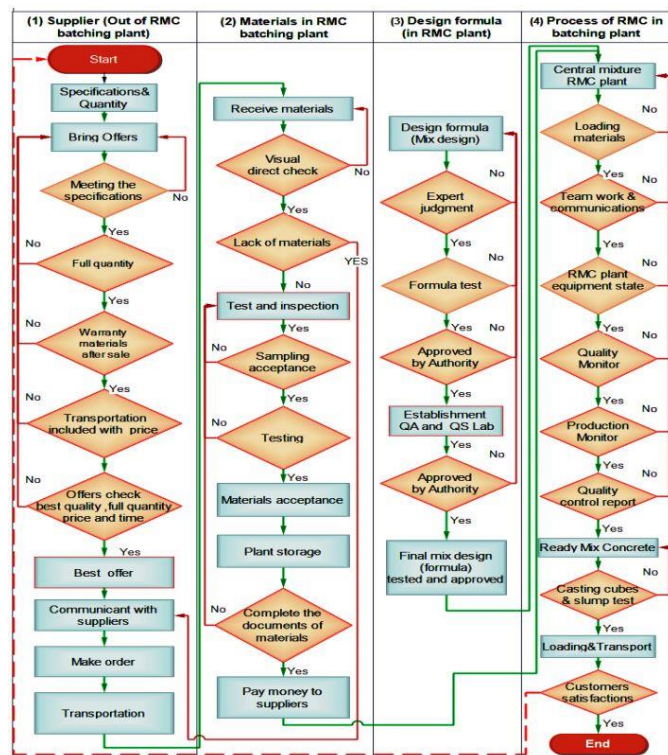 (1) Supplier (Out of RMC
batching plant)
Start
Specifications&
Quantity
Bring Offers
Meeting the
specifications
No
Yes
No
Full quantity
Yes
No
Warranty
materials
after sale
Yes
No
Transportation
included with price
No
Offers check
best quality ,full quantity
price and time
Yes
Best offer
Communicant with
suppliers
Make order
Transportation
(2) Materials in RMC
batching plant
Receive materials
Visual
direct check
No
Yes
Lack of materials
YES
No
Test and inspection
Yes
No
Sampling
acceptance
Yes
No
Testing
Yes
Materials acceptance
Plant storage
No
Complete the
documents of
materials
Yes
Pay money to
suppliers
(3) Design formula
(in RMC plant)
Design formula
(Mix design)
No
Expert
judgment
Yes
No
Formula test
Yes
No
Approved
by Authority
Yes
Establishment
QA and QS Lab
No
Approved
by Authority
Yes
Final mix design
(formula)
tested and approved
(4) Process of RMC in
batching plant
Central mixture
RMC plant
No
Loading
materials
Yes
No
Team work &
communications
Yes
No
RMC plant
equipment state
Yes
No
Quality
Monitor
Yes
No
Production
Monitor
Yes
No
Quality
control report
Yes
Ready Mix Concrete
No
Casting cubes
& slump test
Yes
Loading&Transport
No
Customers
satisfactions
Yes
End